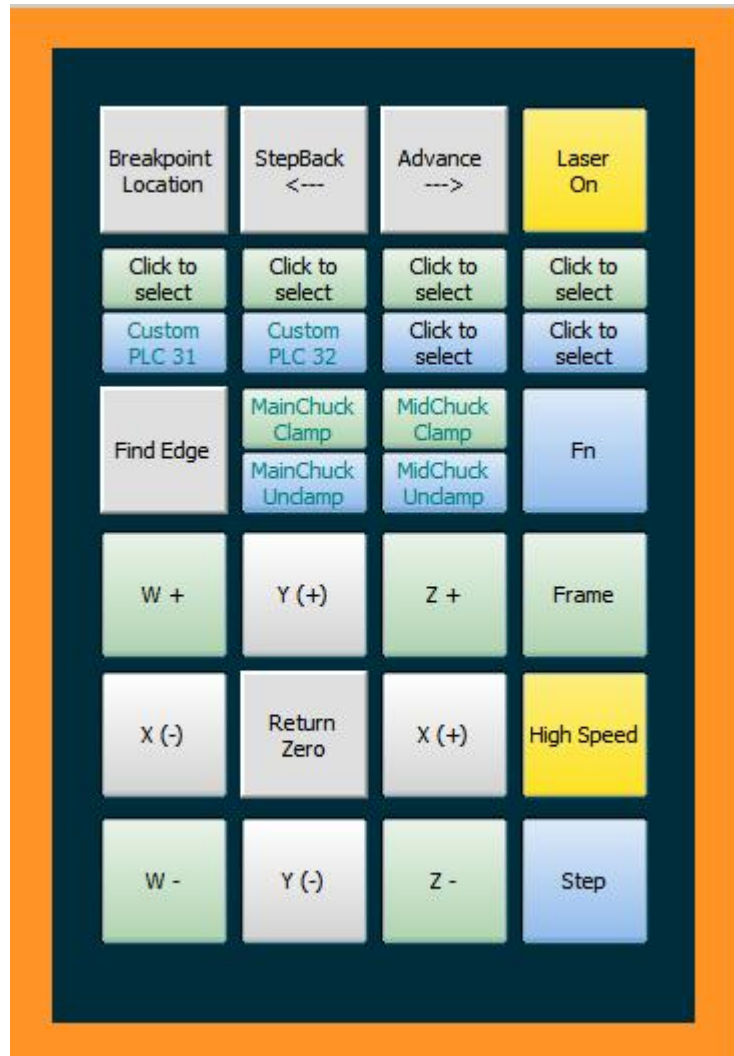 Breakpoint
Location
StepBack
<---
Advance
--->
Laser
On
Click to
select
Click to
select
Click to
select
Click to
select
Custom
PLC 31
Custom
PLC 32
Click to
select
Click to
select
Find Edge
MainChuck
Clamp
MidChuck
Clamp
MainChuck
Unclamp
MidChuck
Unclamp
Fn
W +
Y (+)
Z +
Frame
X (-)
Return
Zero
X (+)
High Speed
W -
Y (-)
Z -
Step